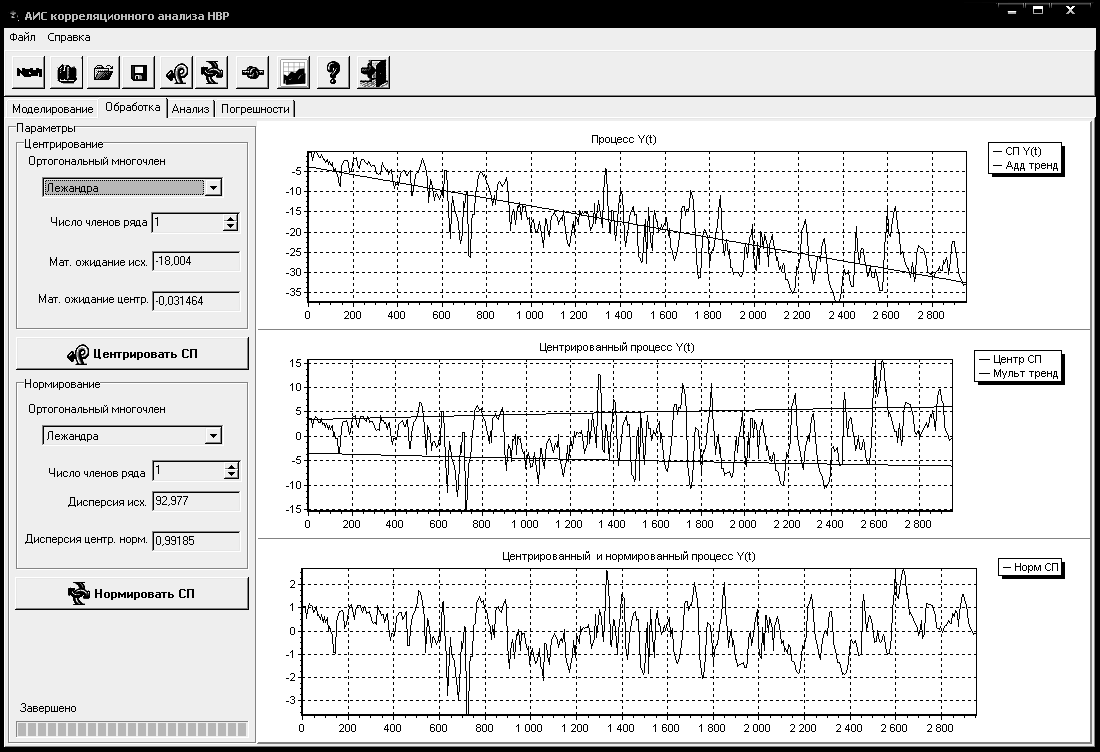 АИС корреляционного анализа НВР
Файл Справка
NEW!
Моделирование Обработка Анализ Погрешности
Параметры
Центрирование
Ортогональный многочлен
Лежандра
Число членов ряда 1
Мат. ожидание исх. -18,004
Мат. ожидание центр. -0,031464
Центрировать СП
Нормирование
Ортогональный многочлен
Лежандра
Число членов ряда 1
Дисперсия исх. 92,977
Дисперсия центр. норм. 0,99185
Нормировать СП
Завершено
Процесс Y(t)
СП Y(t)
Адд тренд
-5
-10
-15
-20
-25
-30
-35
0 200 400 600 800 1 000 1 200 1 400 1 600 1 800 2 000 2 200 2 400 2 600 2 800
Центрированный процесс Y(t)
Центр СП
Мульт тренд
15
10
5
0
-5
-10
-15
0 200 400 600 800 1 000 1 200 1 400 1 600 1 800 2 000 2 200 2 400 2 600 2 800
Центрированный и нормированный процесс Y(t)
Норм СП
2
1
0
-1
-2
-3
0 200 400 600 800 1 000 1 200 1 400 1 600 1 800 2 000 2 200 2 400 2 600 2 800